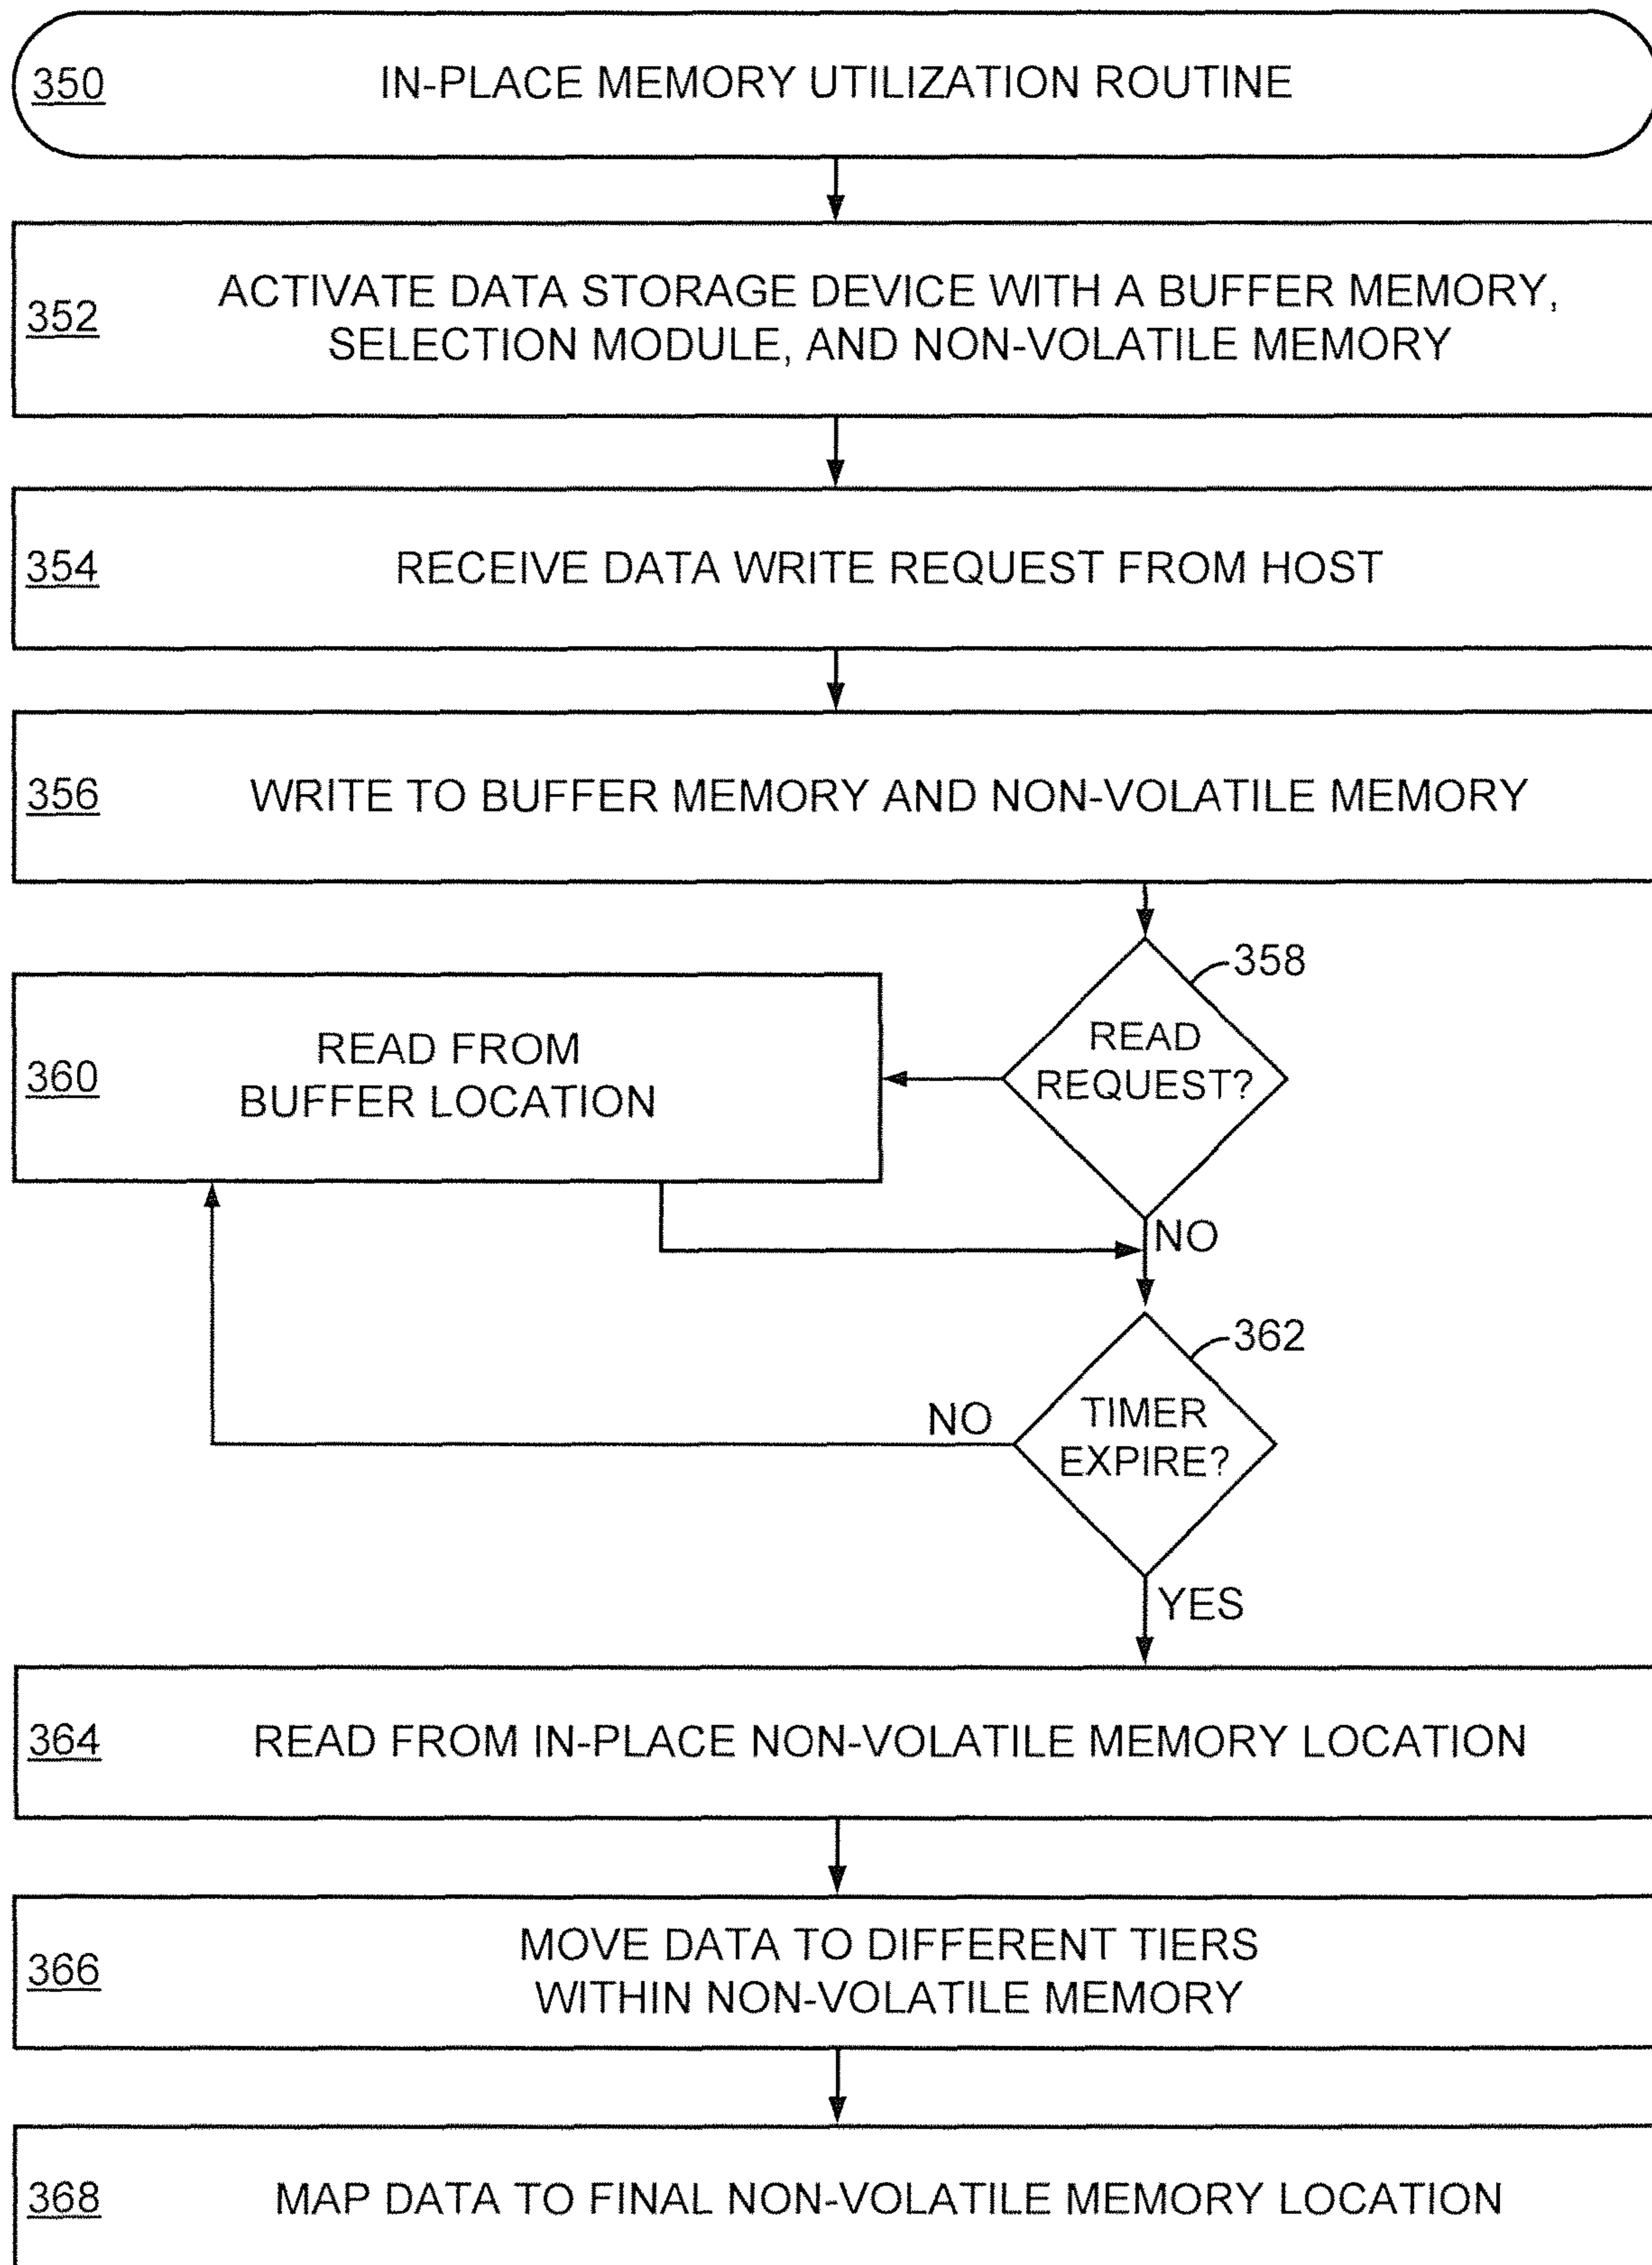 350 IN-PLACE MEMORY UTILIZATION ROUTINE
352 ACTIVATE DATA STORAGE DEVICE WITH A BUFFER MEMORY,
SELECTION MODULE, AND NON-VOLATILE MEMORY
354 RECEIVE DATA WRITE REQUEST FROM HOST
356 WRITE TO BUFFER MEMORY AND NON-VOLATILE MEMORY
358
READ
REQUEST?
360 READ FROM
BUFFER LOCATION
NO
362
TIMER
EXPIRE?
NO
YES
364 READ FROM IN-PLACE NON-VOLATILE MEMORY LOCATION
366 MOVE DATA TO DIFFERENT TIERS
WITHIN NON-VOLATILE MEMORY
368 MAP DATA TO FINAL NON-VOLATILE MEMORY LOCATION